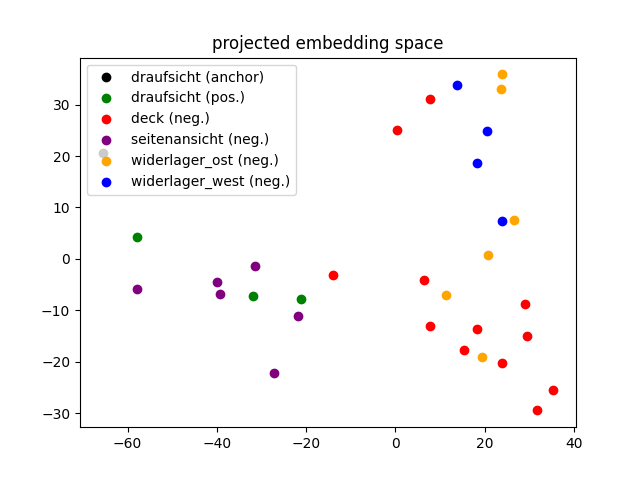 projected embedding space
draufsicht (anchor)
draufsicht (pos.)
deck (neg.)
seitenansicht (neg.)
widerlager_ost (neg.)
widerlager_west (neg.)
30
20
10
0
−10
−20
−30
−60
−40
−20
0
20
40